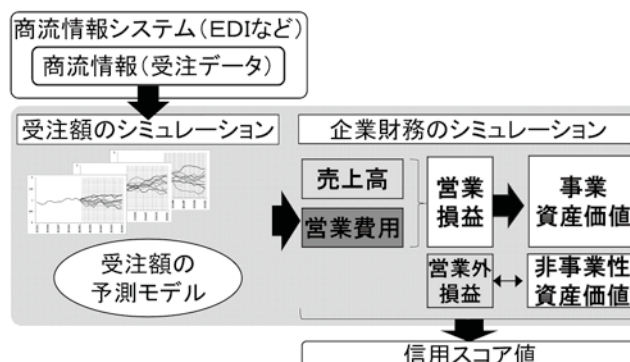 商流情報システム(EDIなど)
商流情報(受注データ)
受注額のシミュレーション
受注額の
予測モデル
企業財務のシミュレーション
売上高
営業費用
営業
損益
事業
資産価値
営業外
損益
非事業性
資産価値
信用スコア値